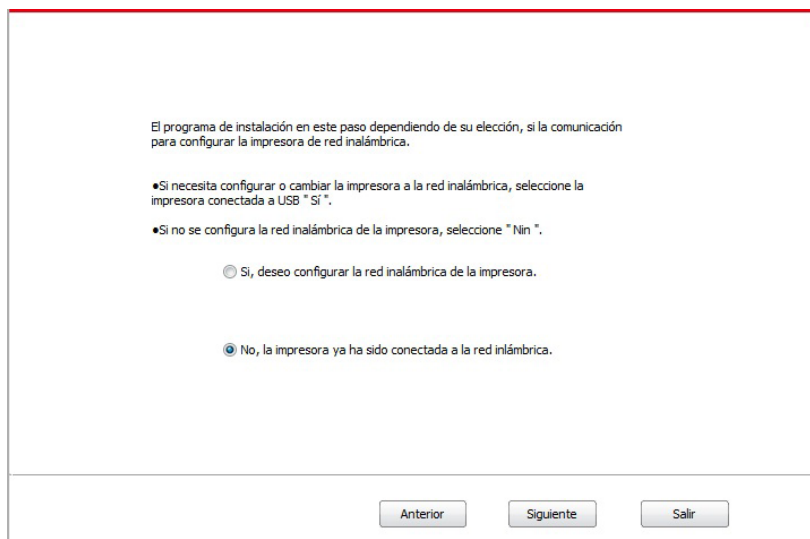 El programa de instalación en este paso dependiendo de su elección, si la comunicación
para configurar la impresora de red inalámbrica.
●Si necesita configurar o cambiar la impresora a la red inalámbrica, seleccione la
impresora conectada a USB " Sí ".
●Si no se configura la red inalámbrica de la impresora, seleccione " Nin ".
Si, deseo configurar la red inalámbrica de la impresora.
No, la impresora ya ha sido conectada a la red inlámbrica.
Anterior Siguiente Salir